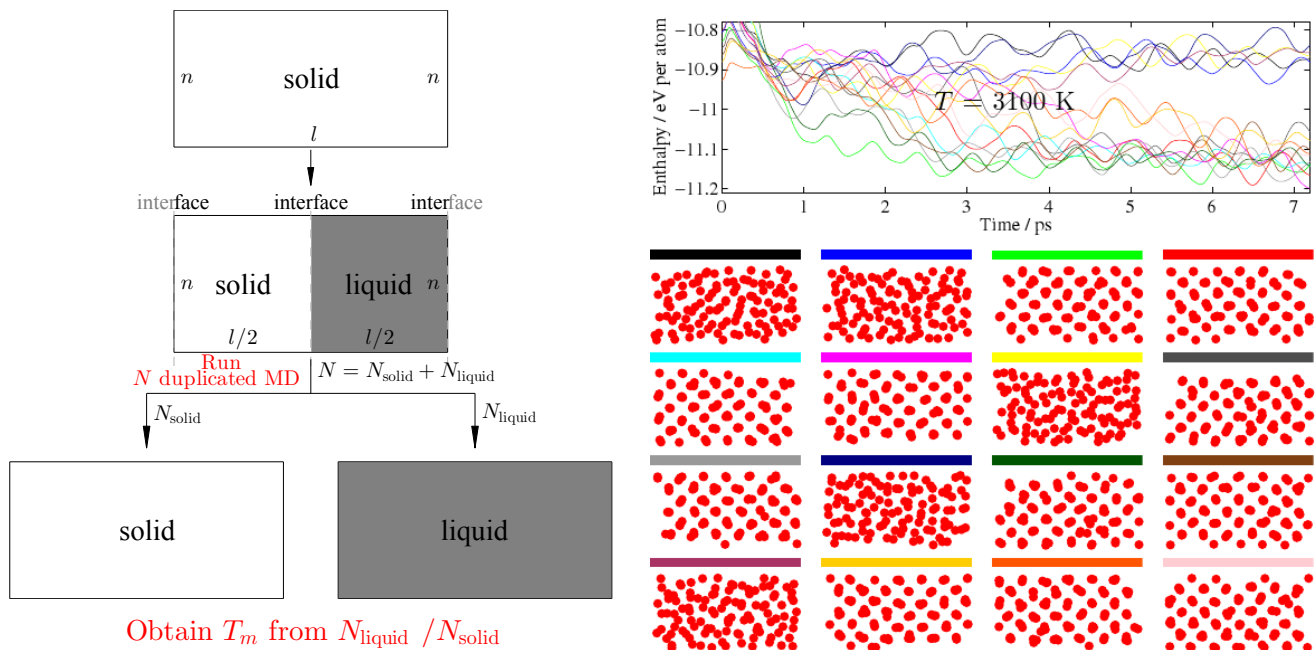 n solid n
l
interface interface interface
n solid liquid n
l/2 l/2
Run
N duplicated MD
N = N_solid + N_liquid
N_solid N_liquid
solid liquid
Obtain T_m from N_liquid / N_solid
Enthalpy / eV per atom
−10.8
−10.9
−11
−11.1
−11.2
T = 3100 K
0 1 2 3 4 5 6 7
Time / ps